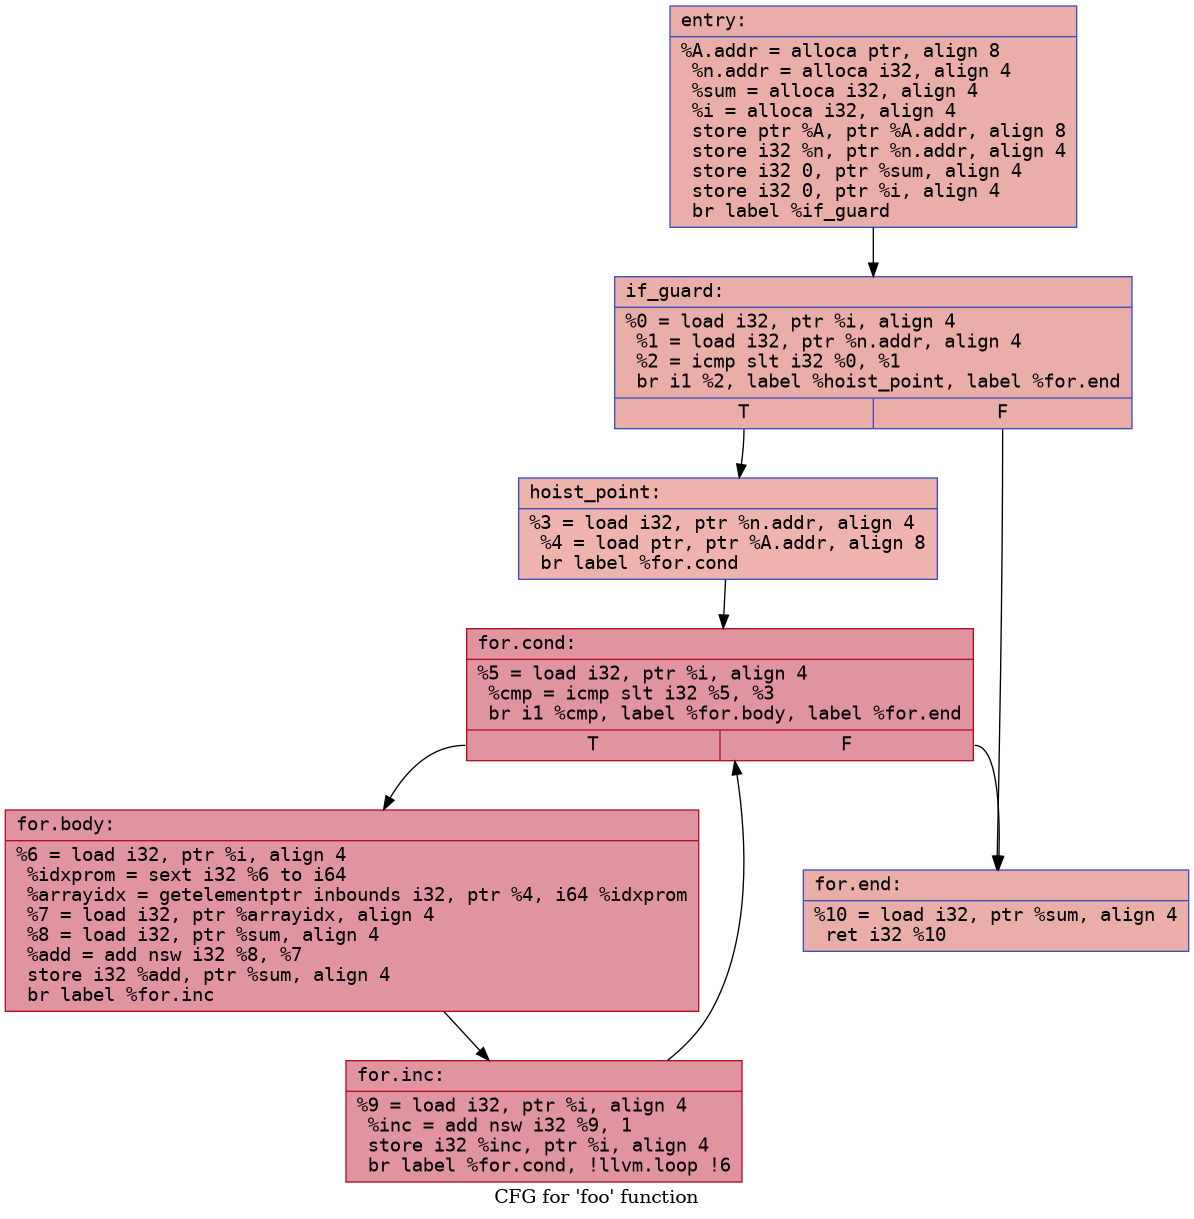 entry:
%A.addr = alloca ptr, align 8
%n.addr = alloca i32, align 4
%sum = alloca i32, align 4
%i = alloca i32, align 4
store ptr %A, ptr %A.addr, align 8
store i32 %n, ptr %n.addr, align 4
store i32 0, ptr %sum, align 4
store i32 0, ptr %i, align 4
br label %if_guard
if_guard:
%0 = load i32, ptr %i, align 4
%1 = load i32, ptr %n.addr, align 4
%2 = icmp slt i32 %0, %1
br i1 %2, label %hoist_point, label %for.end
T F
hoist_point:
%3 = load i32, ptr %n.addr, align 4
%4 = load ptr, ptr %A.addr, align 8
br label %for.cond
for.cond:
%5 = load i32, ptr %i, align 4
%cmp = icmp slt i32 %5, %3
br i1 %cmp, label %for.body, label %for.end
T F
for.body:
%6 = load i32, ptr %i, align 4
%idxprom = sext i32 %6 to i64
%arrayidx = getelementptr inbounds i32, ptr %4, i64 %idxprom
%7 = load i32, ptr %arrayidx, align 4
%8 = load i32, ptr %sum, align 4
%add = add nsw i32 %8, %7
store i32 %add, ptr %sum, align 4
br label %for.inc
for.end:
%10 = load i32, ptr %sum, align 4
ret i32 %10
for.inc:
%9 = load i32, ptr %i, align 4
%inc = add nsw i32 %9, 1
store i32 %inc, ptr %i, align 4
br label %for.cond, !llvm.loop !6
CFG for 'foo' function